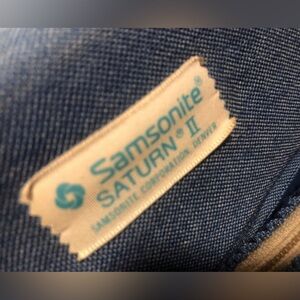 Samsonite®
SATURN® II
SAMSONITE CORPORATION, DENVER